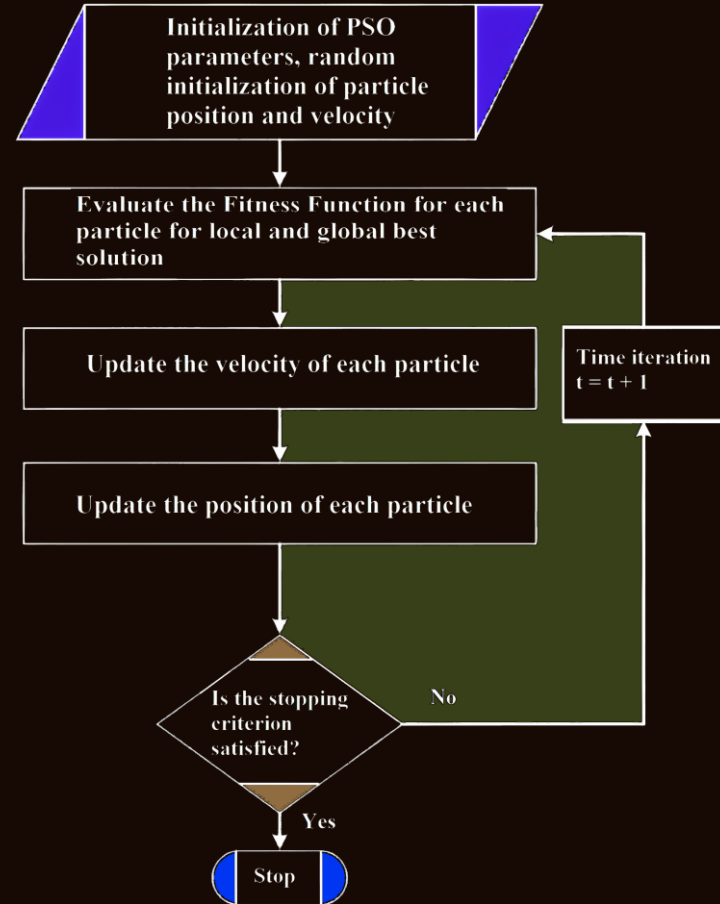 Initialization of PSO
parameters, random
initialization of particle
position and velocity
Evaluate the Fitness Function for each
particle for local and global best
solution
Update the velocity of each particle
Time iteration
t = t + 1
Update the position of each particle
Is the stopping
criterion
satisfied?
No
Yes
Stop